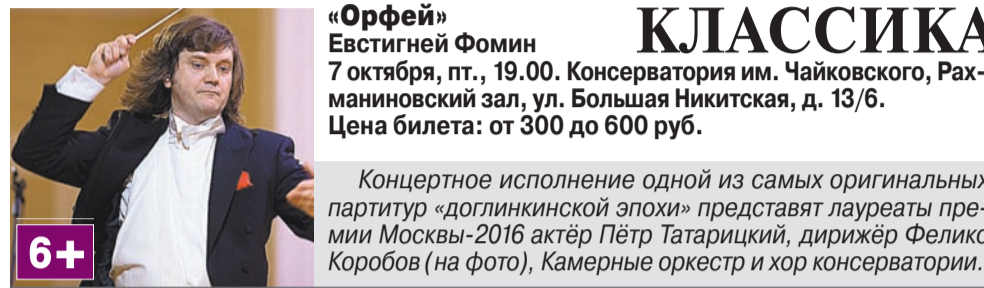 «Орфей»
КЛАССИКА
Евстигней Фомин
7 октября, пт., 19.00. Консерватория им. Чайковского, Рах-
маниновский зал, ул. Большая Никитская, д. 13/6.
Цена билета: от 300 до 600 руб.
Концертное исполнение одной из самых оригинальных
партитур «доглинкинской эпохи» представят лауреаты пре-
мии Москвы-2016 актёр Пётр Татарицкий, дирижёр Феликс
Коробов (на фото), Камерные оркестр и хор консерватории.
6+